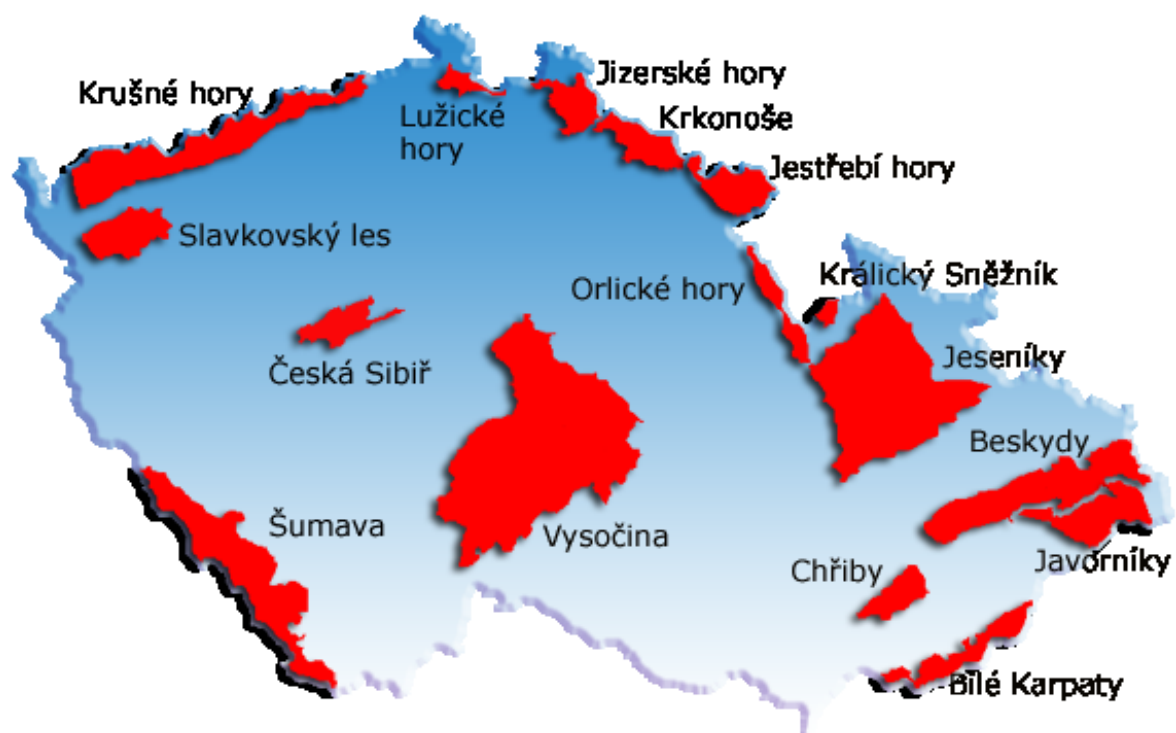 Jizerské hory
Krušné hory
Lužické
hory
Krkonoše
Jestřebí hory
Slavkovský les
Králický Sněžník
Orlické hory
Jeseníky
Česká Sibiř
Beskydy
Šumava
Vysočina
Javorníky
Chřiby
Bílé Karpaty